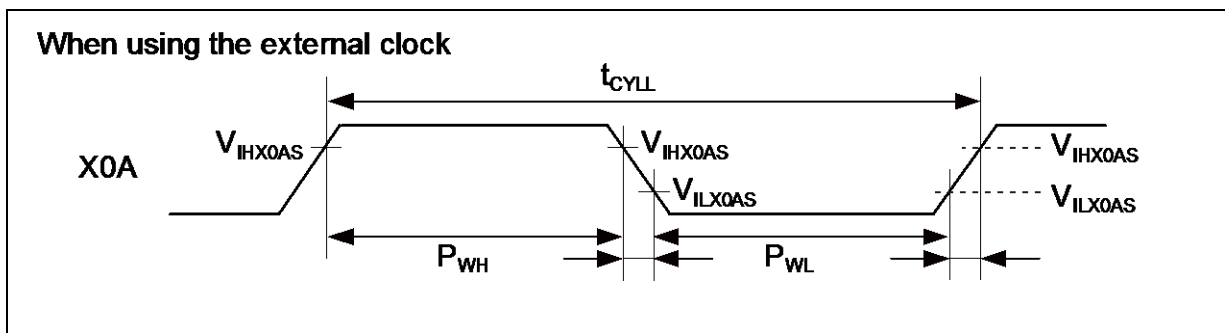 When using the external clock
tCYLL
VIHX0AS VIHX0AS VIHX0AS
X0A
VILX0AS VILX0AS
PWH PWL